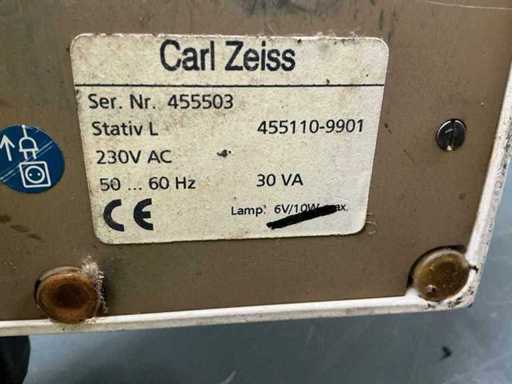 Carl Zeiss
Ser. Nr. 455503
Stativ L 455110-9901
230V AC
50 ... 60 Hz 30 VA
Lamp: 6V/10W max.
CE